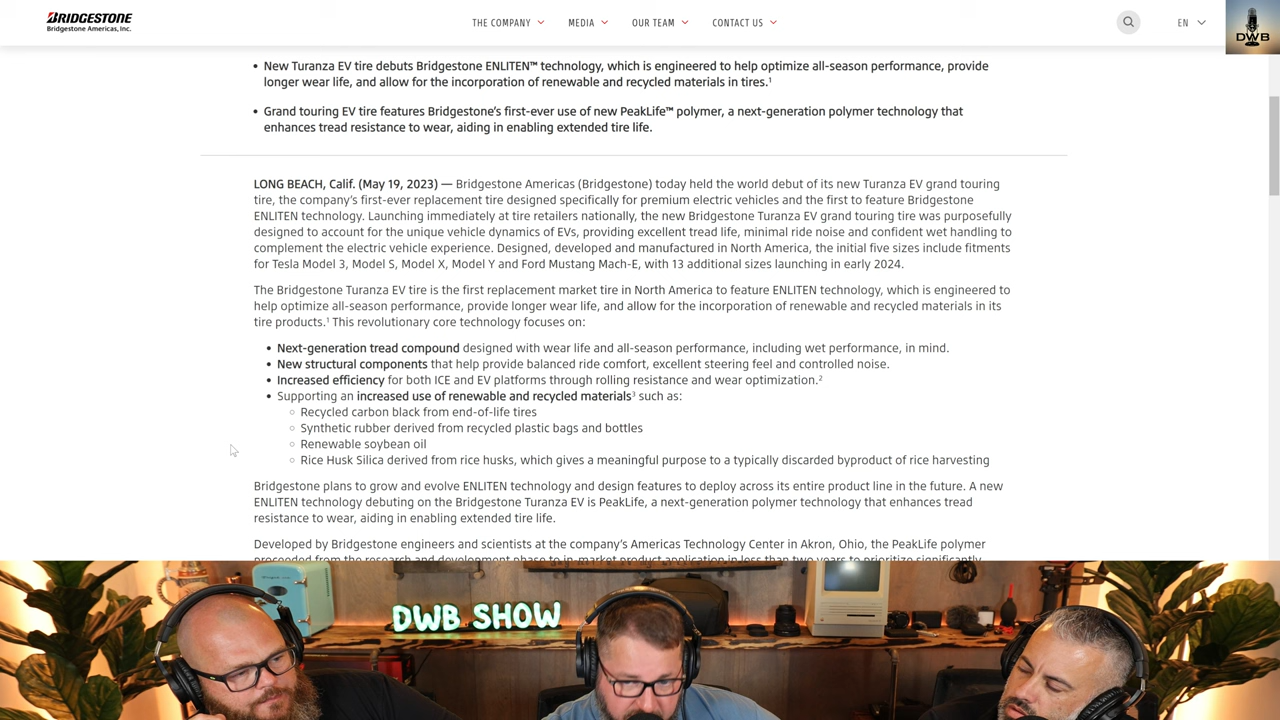 BRIDGESTONE
Bridgestone Americas, Inc.
THE COMPANY
MEDIA
OUR TEAM
CONTACT US
EN
DWB
• New Turanza EV tire debuts Bridgestone ENLITEN™ technology, which is engineered to help optimize all-season performance, provide
longer wear life, and allow for the incorporation of renewable and recycled materials in tires.¹
• Grand touring EV tire features Bridgestone’s first-ever use of new PeakLife™ polymer, a next-generation polymer technology that
enhances tread resistance to wear, aiding in enabling extended tire life.
LONG BEACH, Calif. (May 19, 2023) — Bridgestone Americas (Bridgestone) today held the world debut of its new Turanza EV grand touring
tire, the company’s first-ever replacement tire designed specifically for premium electric vehicles and the first to feature Bridgestone
ENLITEN technology. Launching immediately at tire retailers nationally, the new Bridgestone Turanza EV grand touring tire was purposefully
designed to account for the unique vehicle dynamics of EVs, providing excellent tread life, minimal ride noise and confident wet handling to
complement the electric vehicle experience. Designed, developed and manufactured in North America, the initial five sizes include fitments
for Tesla Model 3, Model S, Model X, Model Y and Ford Mustang Mach-E, with 13 additional sizes launching in early 2024.
The Bridgestone Turanza EV tire is the first replacement market tire in North America to feature ENLITEN technology, which is engineered to
help optimize all-season performance, provide longer wear life, and allow for the incorporation of renewable and recycled materials in its
tire products.¹ This revolutionary core technology focuses on:
• Next-generation tread compound designed with wear life and all-season performance, including wet performance, in mind.
• New structural components that help provide balanced ride comfort, excellent steering feel and controlled noise.
• Increased efficiency for both ICE and EV platforms through rolling resistance and wear optimization.²
• Supporting an increased use of renewable and recycled materials³ such as:
○ Recycled carbon black from end-of-life tires
○ Synthetic rubber derived from recycled plastic bags and bottles
○ Renewable soybean oil
○ Rice Husk Silica derived from rice husks, which gives a meaningful purpose to a typically discarded byproduct of rice harvesting
Bridgestone plans to grow and evolve ENLITEN technology and design features to deploy across its entire product line in the future. A new
ENLITEN technology debuting on the Bridgestone Turanza EV is PeakLife, a next-generation polymer technology that enhances tread
resistance to wear, aiding in enabling extended tire life.
Developed by Bridgestone engineers and scientists at the company’s Americas Technology Center in Akron, Ohio, the PeakLife polymer
proceeded from the research and development phase to in-market product application in less than two years to prioritize significantly
DWB SHOW